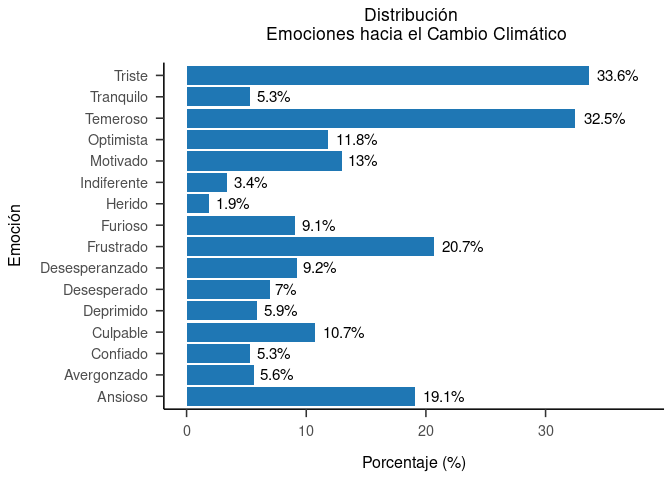 Distribución
Emociones hacia el Cambio Climático
Emoción
Triste 33.6%
Tranquilo 5.3%
Temeroso 32.5%
Optimista 11.8%
Motivado 13%
Indiferente 3.4%
Herido 1.9%
Furioso 9.1%
Frustrado 20.7%
Desesperanzado 9.2%
Desesperado 7%
Deprimido 5.9%
Culpable 10.7%
Confiado 5.3%
Avergonzado 5.6%
Ansioso 19.1%
0 10 20 30
Porcentaje (%)